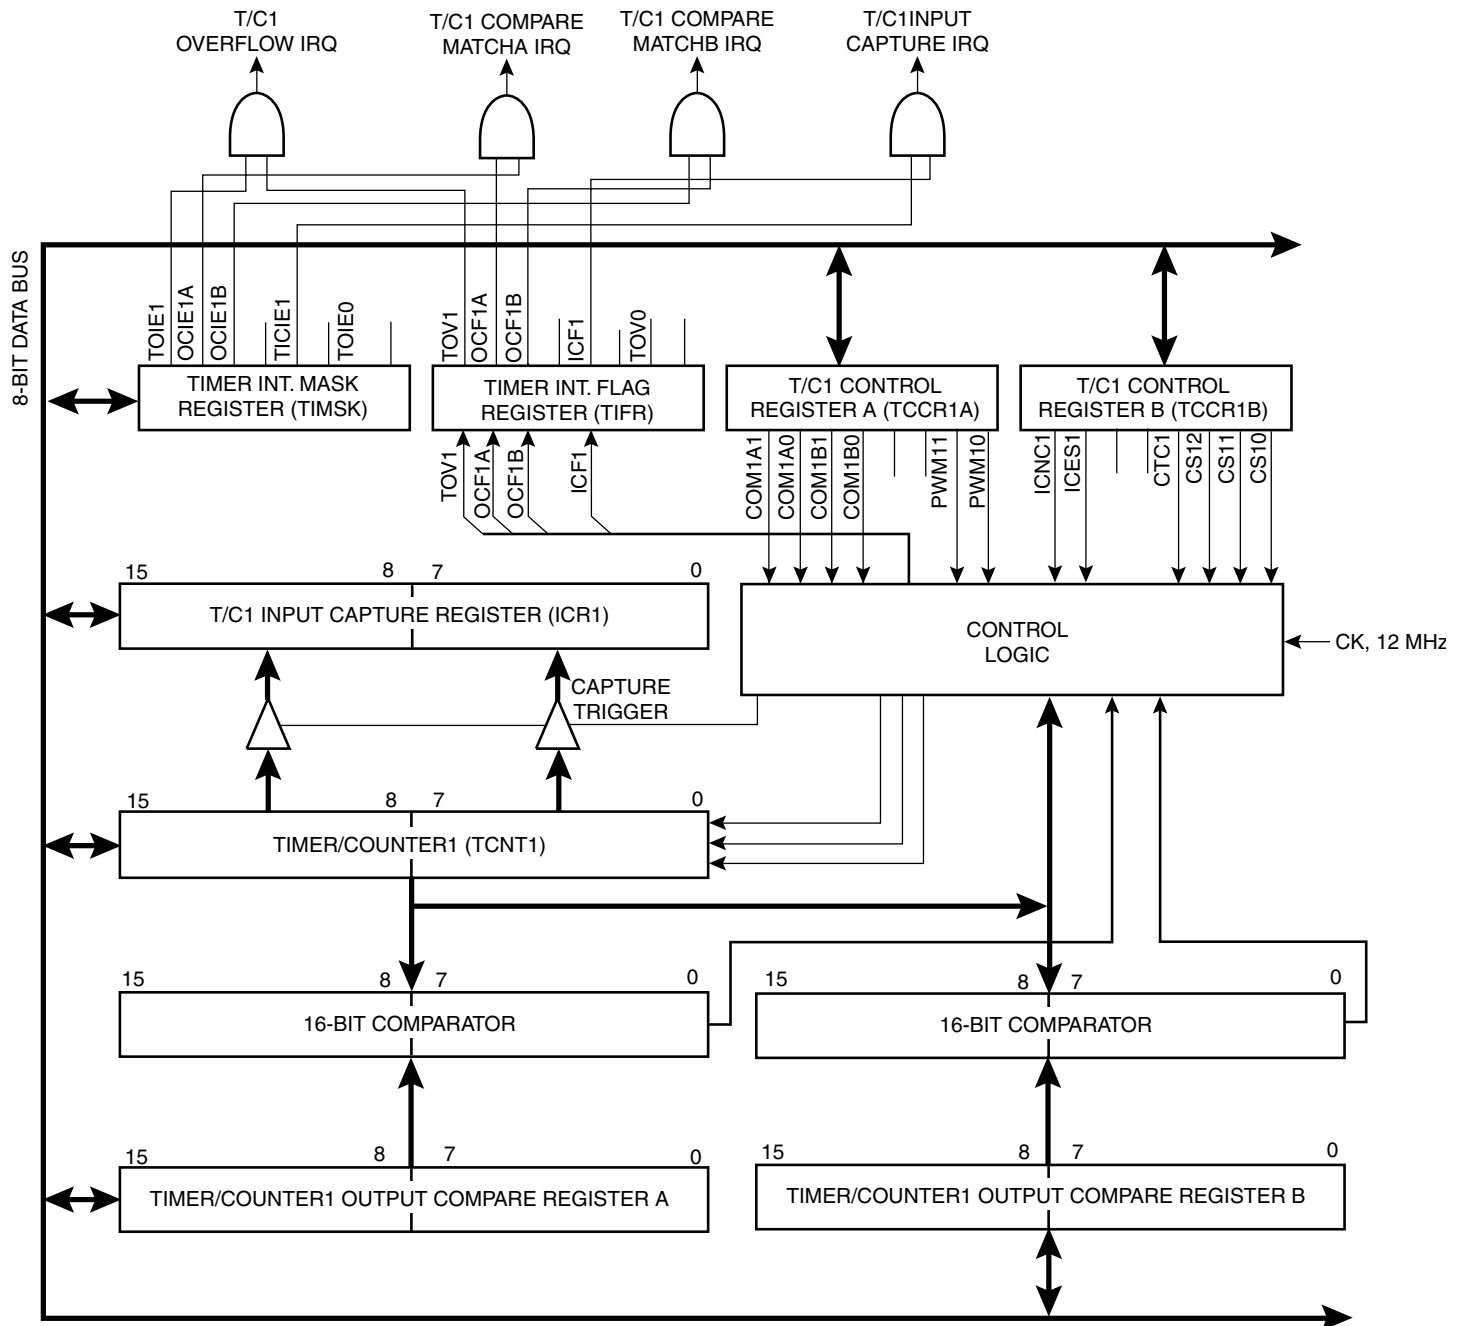 T/C1
OVERFLOW IRQ
T/C1 COMPARE
MATCHA IRQ
T/C1 COMPARE
MATCHB IRQ
T/C1INPUT
CAPTURE IRQ
8-BIT DATA BUS
TOIE1
OCIE1A
OCIE1B
TICIE1
TOIE0
TOV1
OCF1A
OCF1B
ICF1
TOV0
TIMER INT. MASK
REGISTER (TIMSK)
TIMER INT. FLAG
REGISTER (TIFR)
T/C1 CONTROL
REGISTER A (TCCR1A)
T/C1 CONTROL
REGISTER B (TCCR1B)
TOV1
OCF1A
OCF1B
ICF1
COM1A1
COM1A0
COM1B1
COM1B0
PWM11
PWM10
ICNC1
ICES1
CTC1
CS12
CS11
CS10
15
8
7
0
T/C1 INPUT CAPTURE REGISTER (ICR1)
CONTROL
LOGIC
CK, 12 MHz
CAPTURE
TRIGGER
15
8
7
0
TIMER/COUNTER1 (TCNT1)
15
8
7
0
16-BIT COMPARATOR
15
8
7
0
16-BIT COMPARATOR
15
8
7
0
TIMER/COUNTER1 OUTPUT COMPARE REGISTER A
15
8
7
0
TIMER/COUNTER1 OUTPUT COMPARE REGISTER B